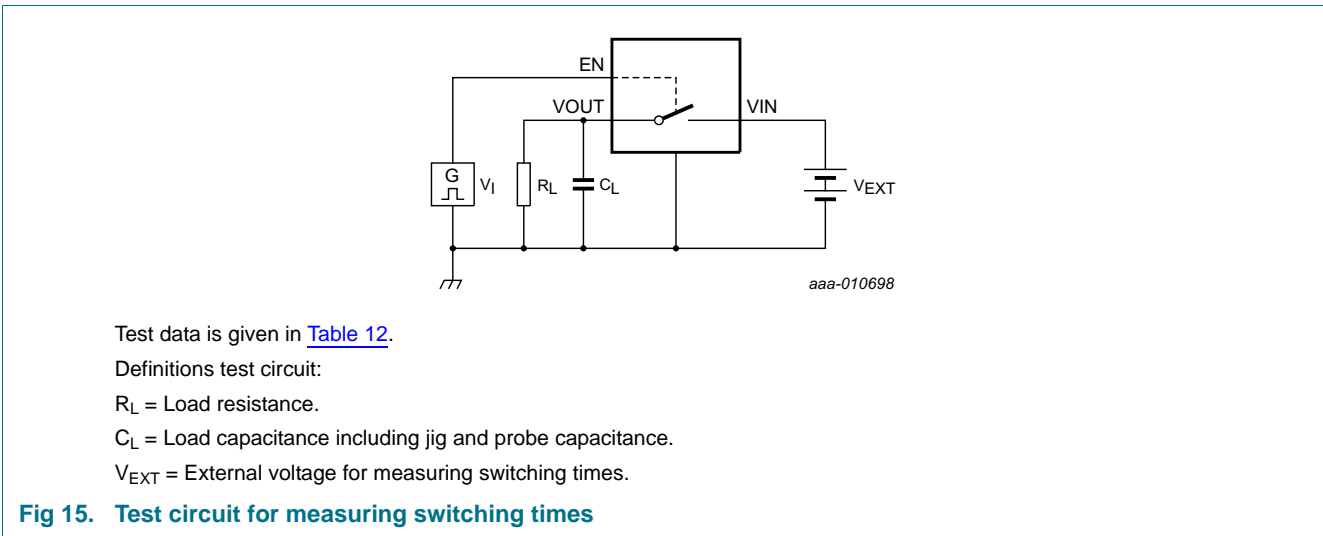 EN
VOUT
VIN
G
VI
RL
CL
VEXT
aaa-010698
Test data is given in Table 12.
Definitions test circuit:
RL = Load resistance.
CL = Load capacitance including jig and probe capacitance.
VEXT = External voltage for measuring switching times.
Fig 15. Test circuit for measuring switching times